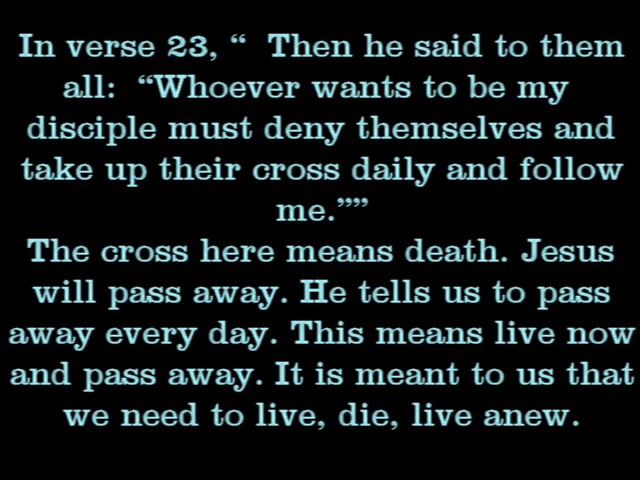 In verse 23, “  Then he said to them
all:  “Whoever wants to be my
disciple must deny themselves and
take up their cross daily and follow
me.””
The cross here means death. Jesus
will pass away. He tells us to pass
away every day. This means live now
and pass away. It is meant to us that
we need to live, die, live anew.